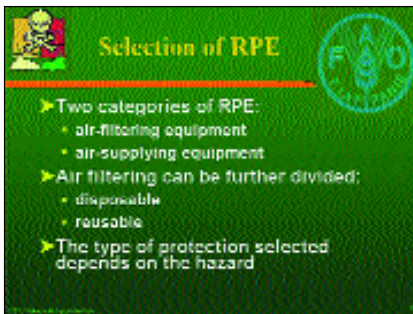 Selection of RPE
F A O
➤Two categories of RPE:
• air-filtering equipment
• air-supplying equipment
➤Air filtering can be further divided:
• disposable
• reusable
➤The type of protection selected
depends on the hazard